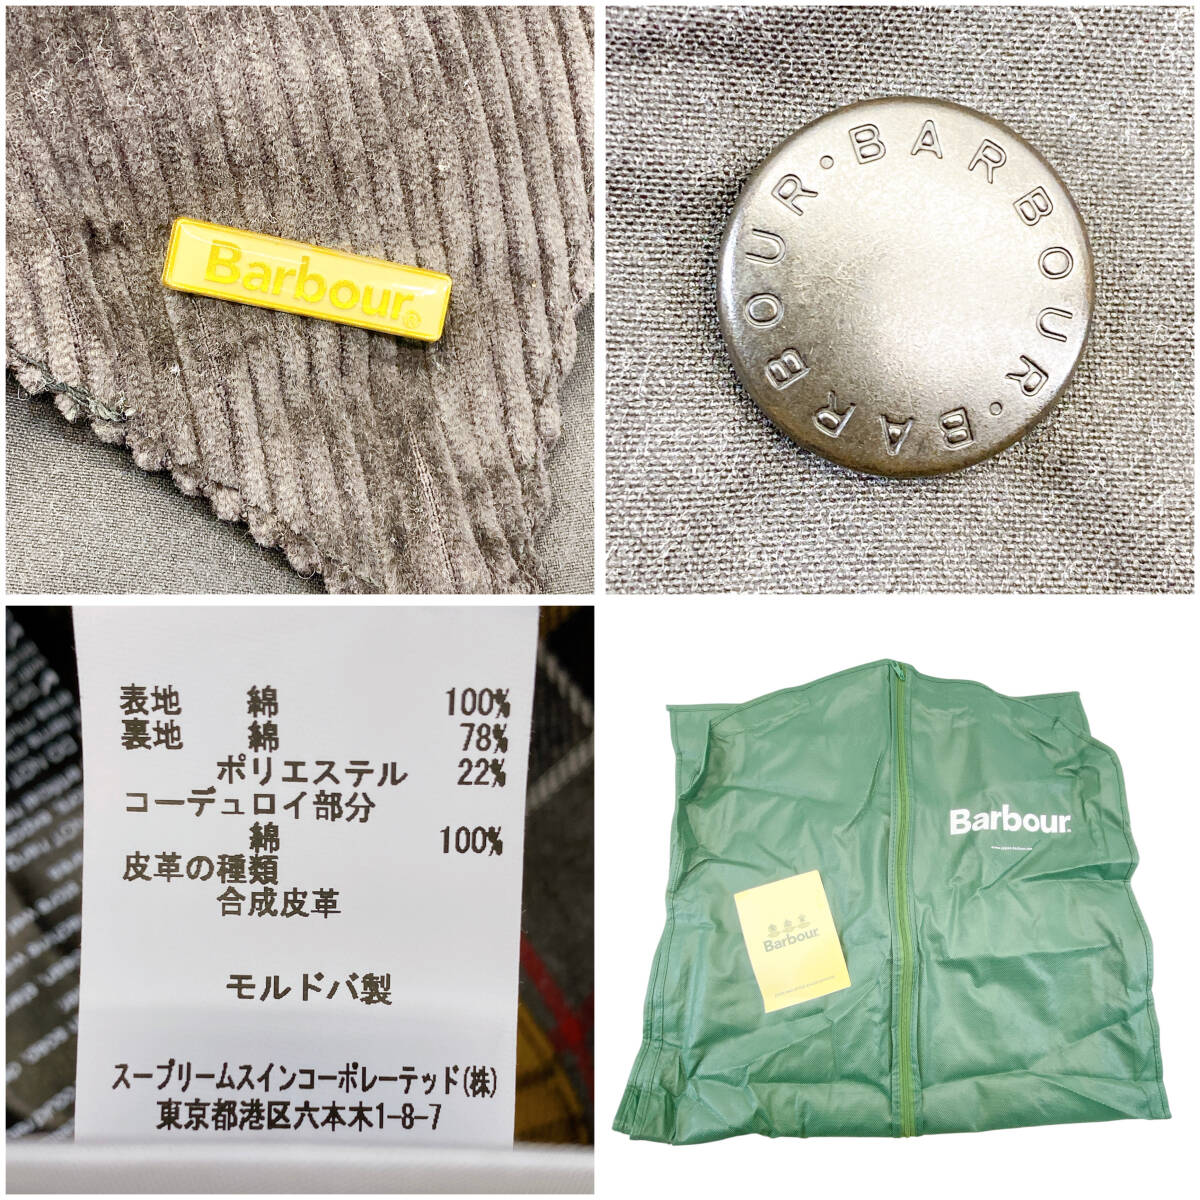 Barbour®
BARBOUR·BARBOUR·BARBOUR
表地 綿 100%
裏地 綿 78%
ポリエステル 22%
コーデュロイ部分
綿 100%
皮革の種類
合成皮革
モルドバ製
スープリームスインコーポレーテッド(株)
東京都港区六本木1-8-7
Barbour.
Barbour.